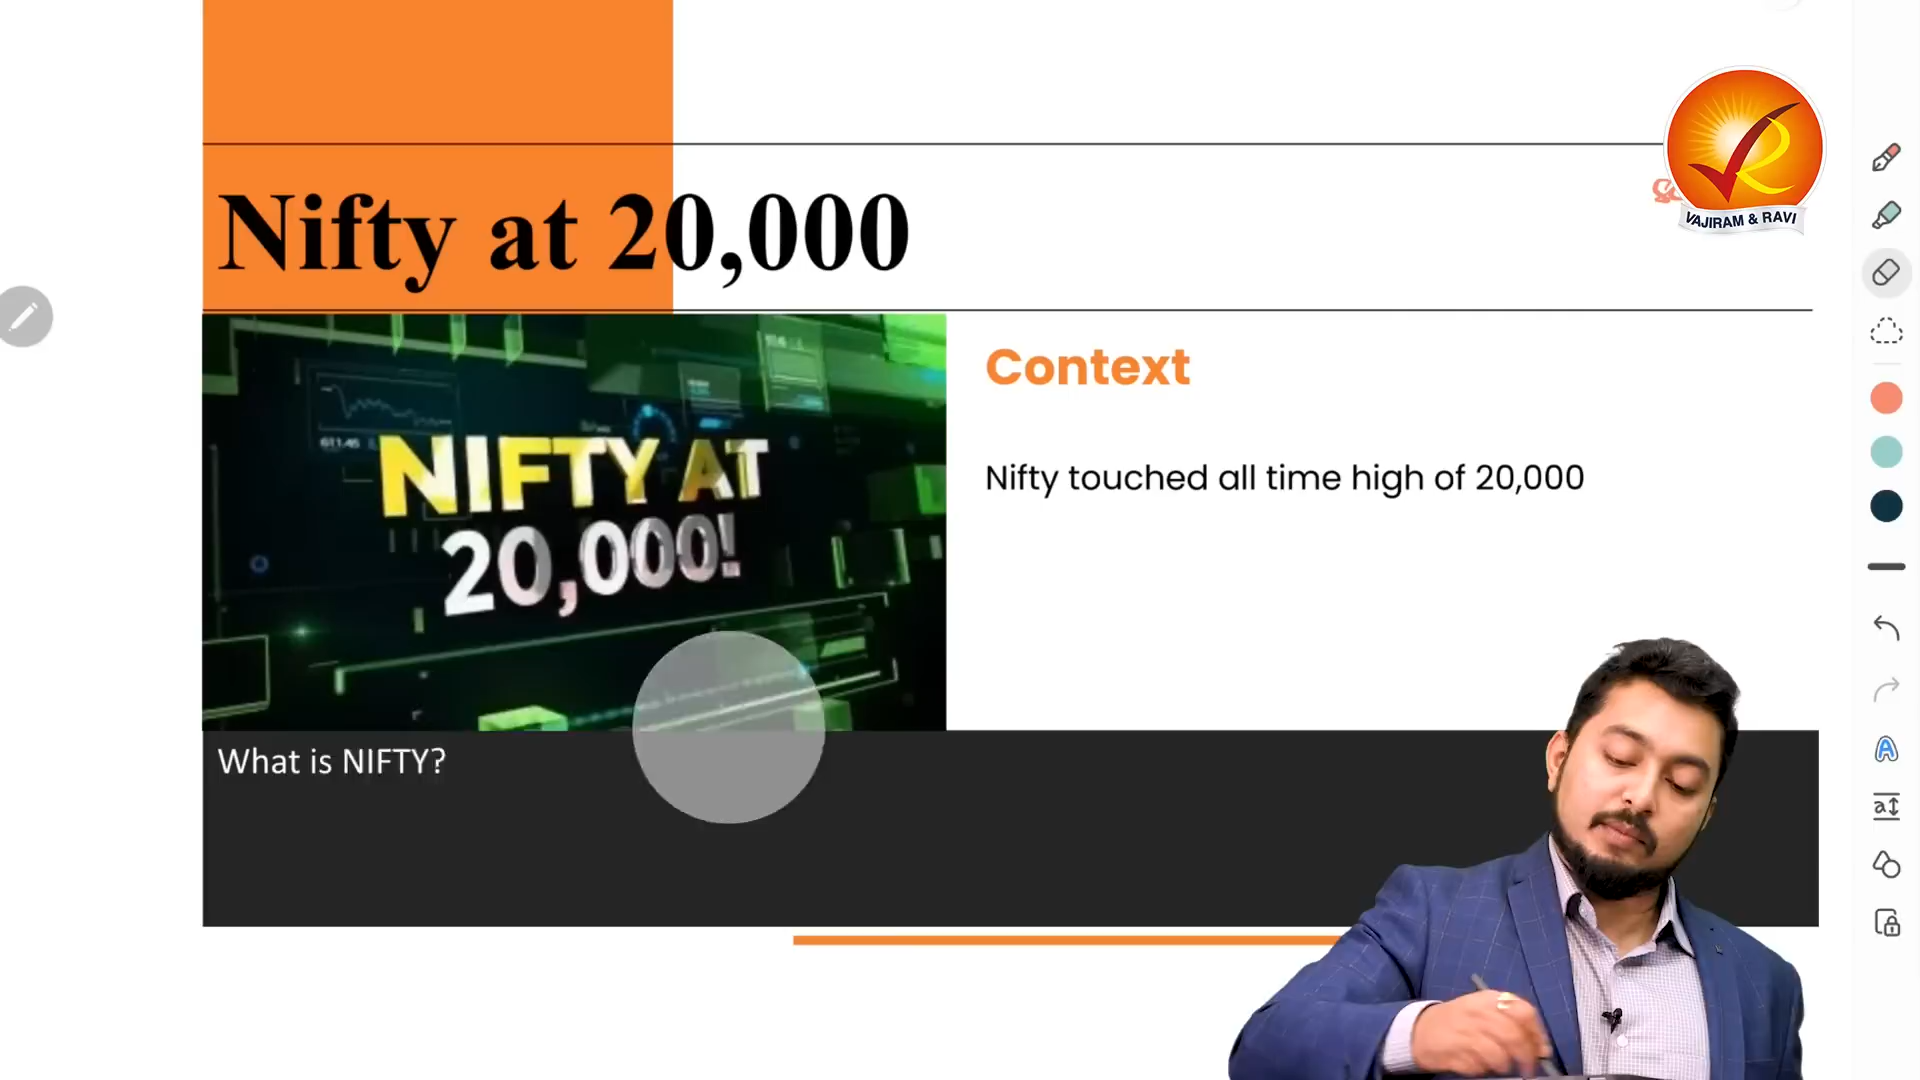 Nifty at 20,000
VAJIRAM & RAVI
NIFTY AT
20,000!
Context
Nifty touched all time high of 20,000
What is NIFTY?